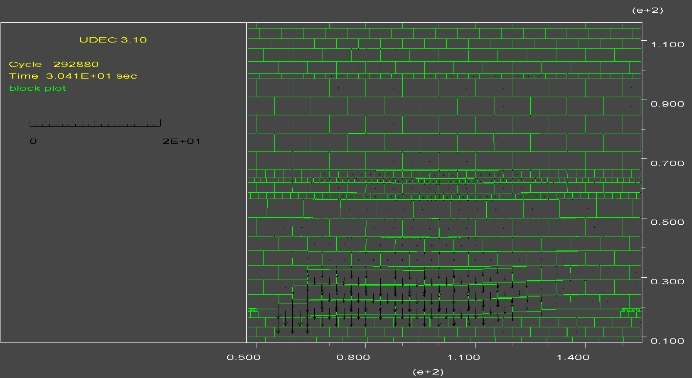 (e+2)
UDEC 3.10
Cycle 292880
Time 3.041E+01 sec
block plot
0 2E+01
1.100
0.900
0.700
0.500
0.300
0.100
0.500 0.800 1.100 1.400
(e+2)